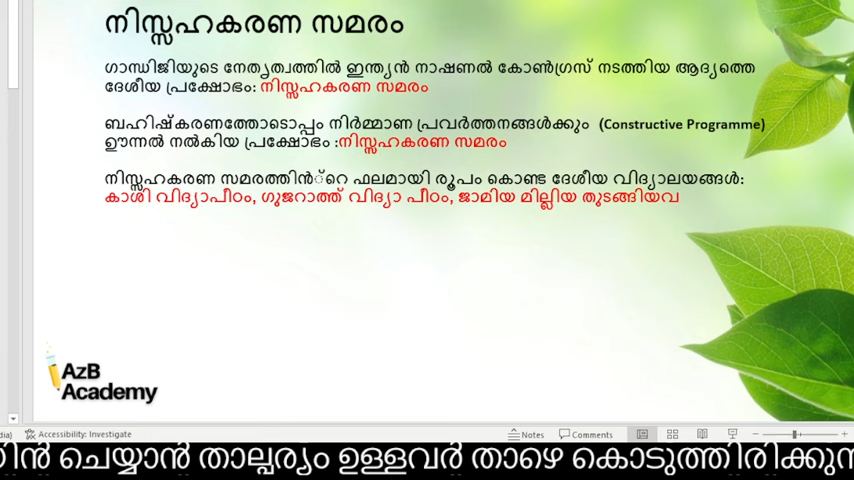 നിസ്സഹകരണ സമരം
ഗാന്ധിജിയുടെ നേതൃത്വത്തിൽ ഇന്ത്യൻ നാഷണൽ കോൺഗ്രസ് നടത്തിയ ആദ്യത്തെ
ദേശീയ പ്രക്ഷോഭം: നിസ്സഹകരണ സമരം
ബഹിഷ്കരണത്തോടൊപ്പം നിർമ്മാണ പ്രവർത്തനങ്ങൾക്കും (Constructive Programme)
ഊന്നൽ നൽകിയ പ്രക്ഷോഭം :നിസ്സഹകരണ സമരം
നിസ്സഹകരണ സമരത്തിൻ്റെ ഫലമായി രൂപം കൊണ്ട ദേശീയ വിദ്യാലയങ്ങൾ:
കാശി വിദ്യാപീഠം, ഗുജറാത്ത് വിദ്യാ പീഠം, ജാമിയ മില്ലിയ തുടങ്ങിയവ
AzB
Academy
Accessibility: Investigate
Notes Comments
ചെയ്യാൻ താല്പര്യം ഉള്ളവർ താഴെ